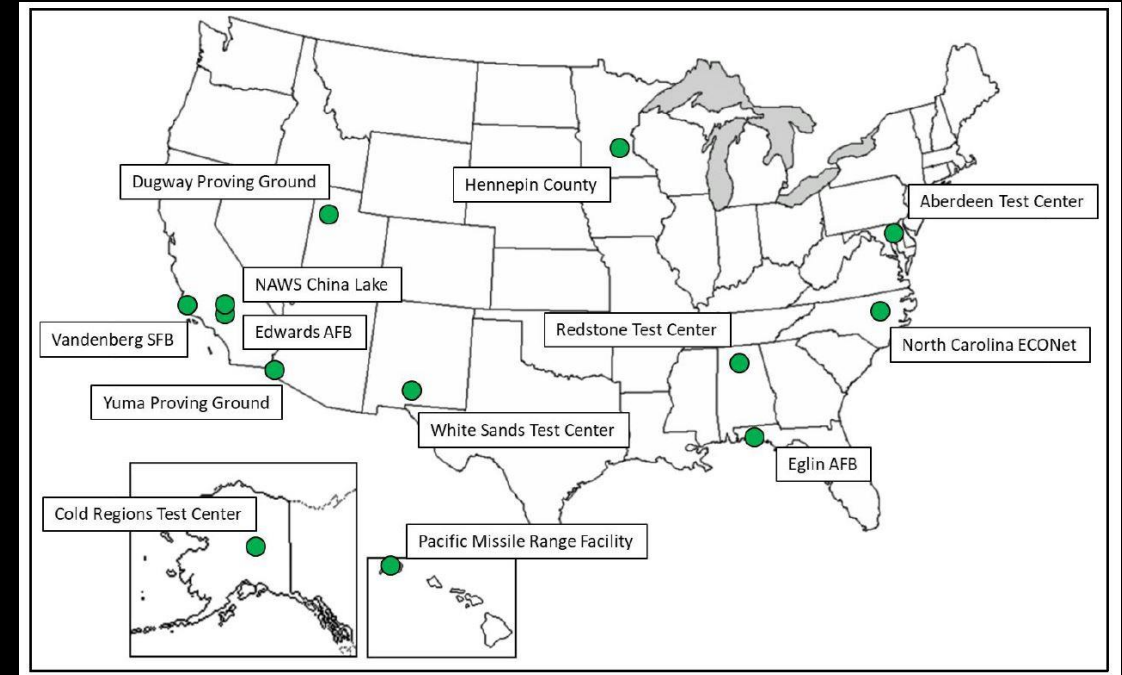 Dugway Proving Ground
Hennepin County
Aberdeen Test Center
NAWS China Lake
Vandenberg SFB
Edwards AFB
Redstone Test Center
North Carolina ECONet
Yuma Proving Ground
White Sands Test Center
Eglin AFB
Cold Regions Test Center
Pacific Missile Range Facility